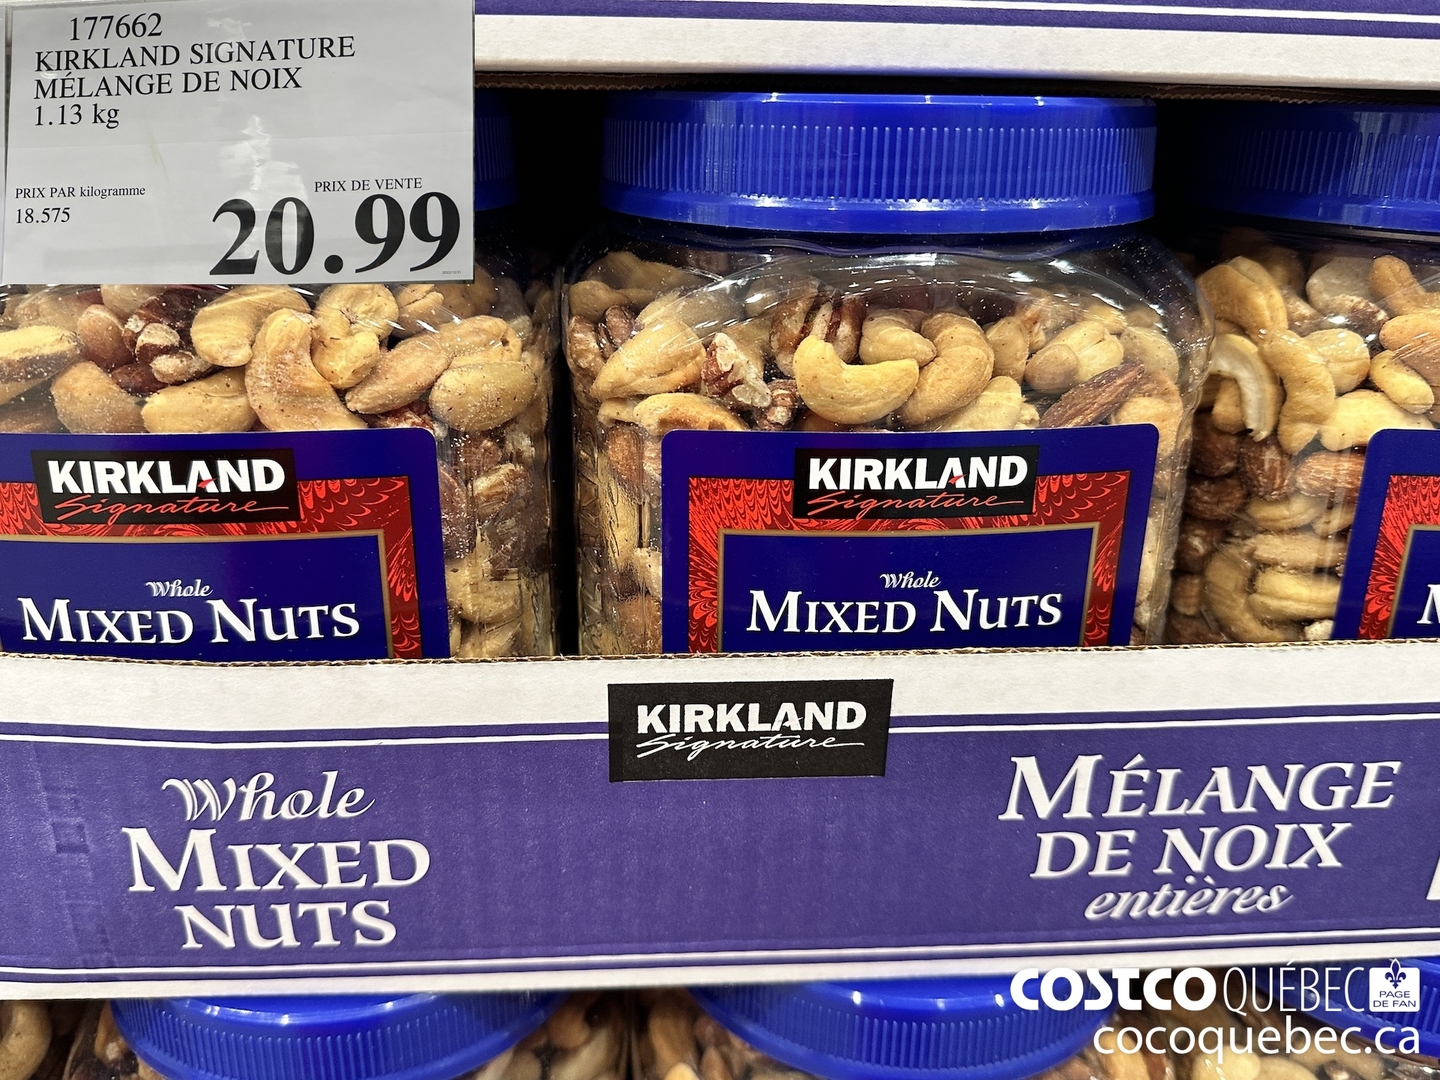 177662
KIRKLAND SIGNATURE
MÉLANGE DE NOIX
1.13 kg
PRIX PAR kilogramme
18.575
PRIX DE VENTE
20.99
KIRKLAND
Signature
Whole
MIXED NUTS
KIRKLAND
Signature
Whole
MIXED NUTS
M
KIRKLAND
Signature
Whole
MIXED
NUTS
MÉLANGE
DE NOIX
entières
COSTCO QUÉBEC
PAGE
DE FAN
cocoquebec.ca